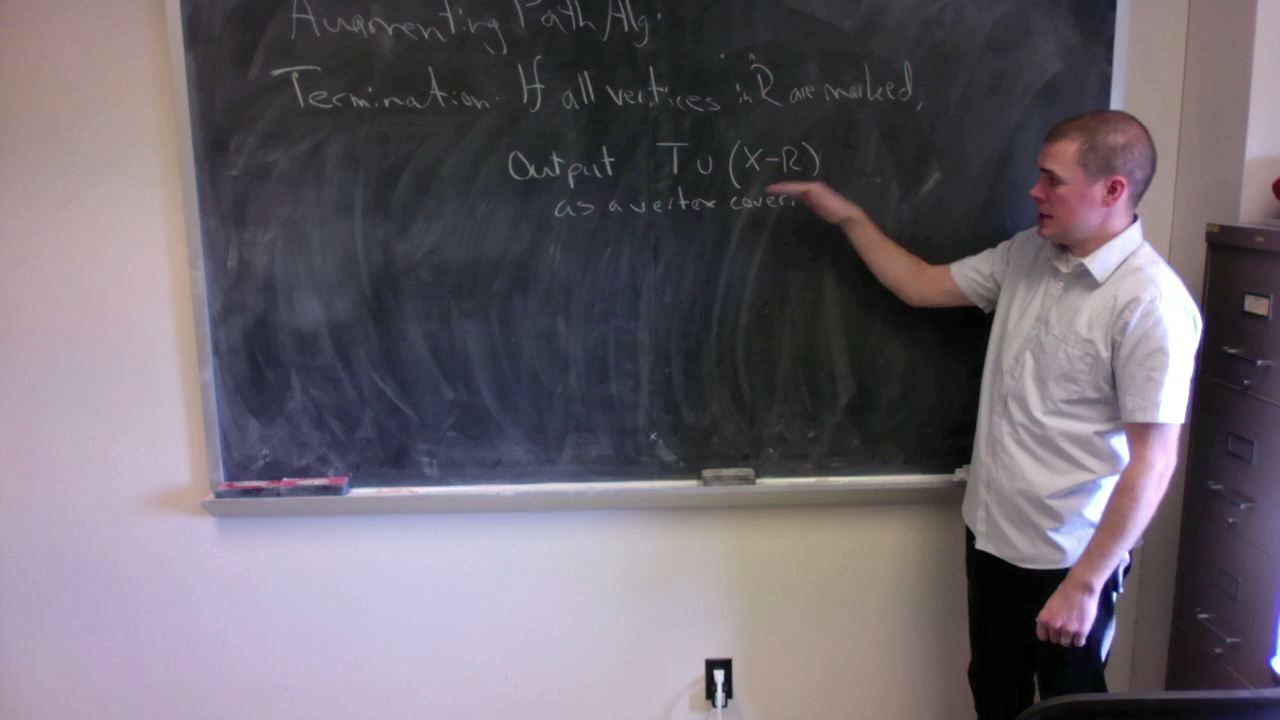 Augmenting Path Alg:
Termination: If all vertices in R are marked,
Output T ∪ (X-R)
as a vertex cover.